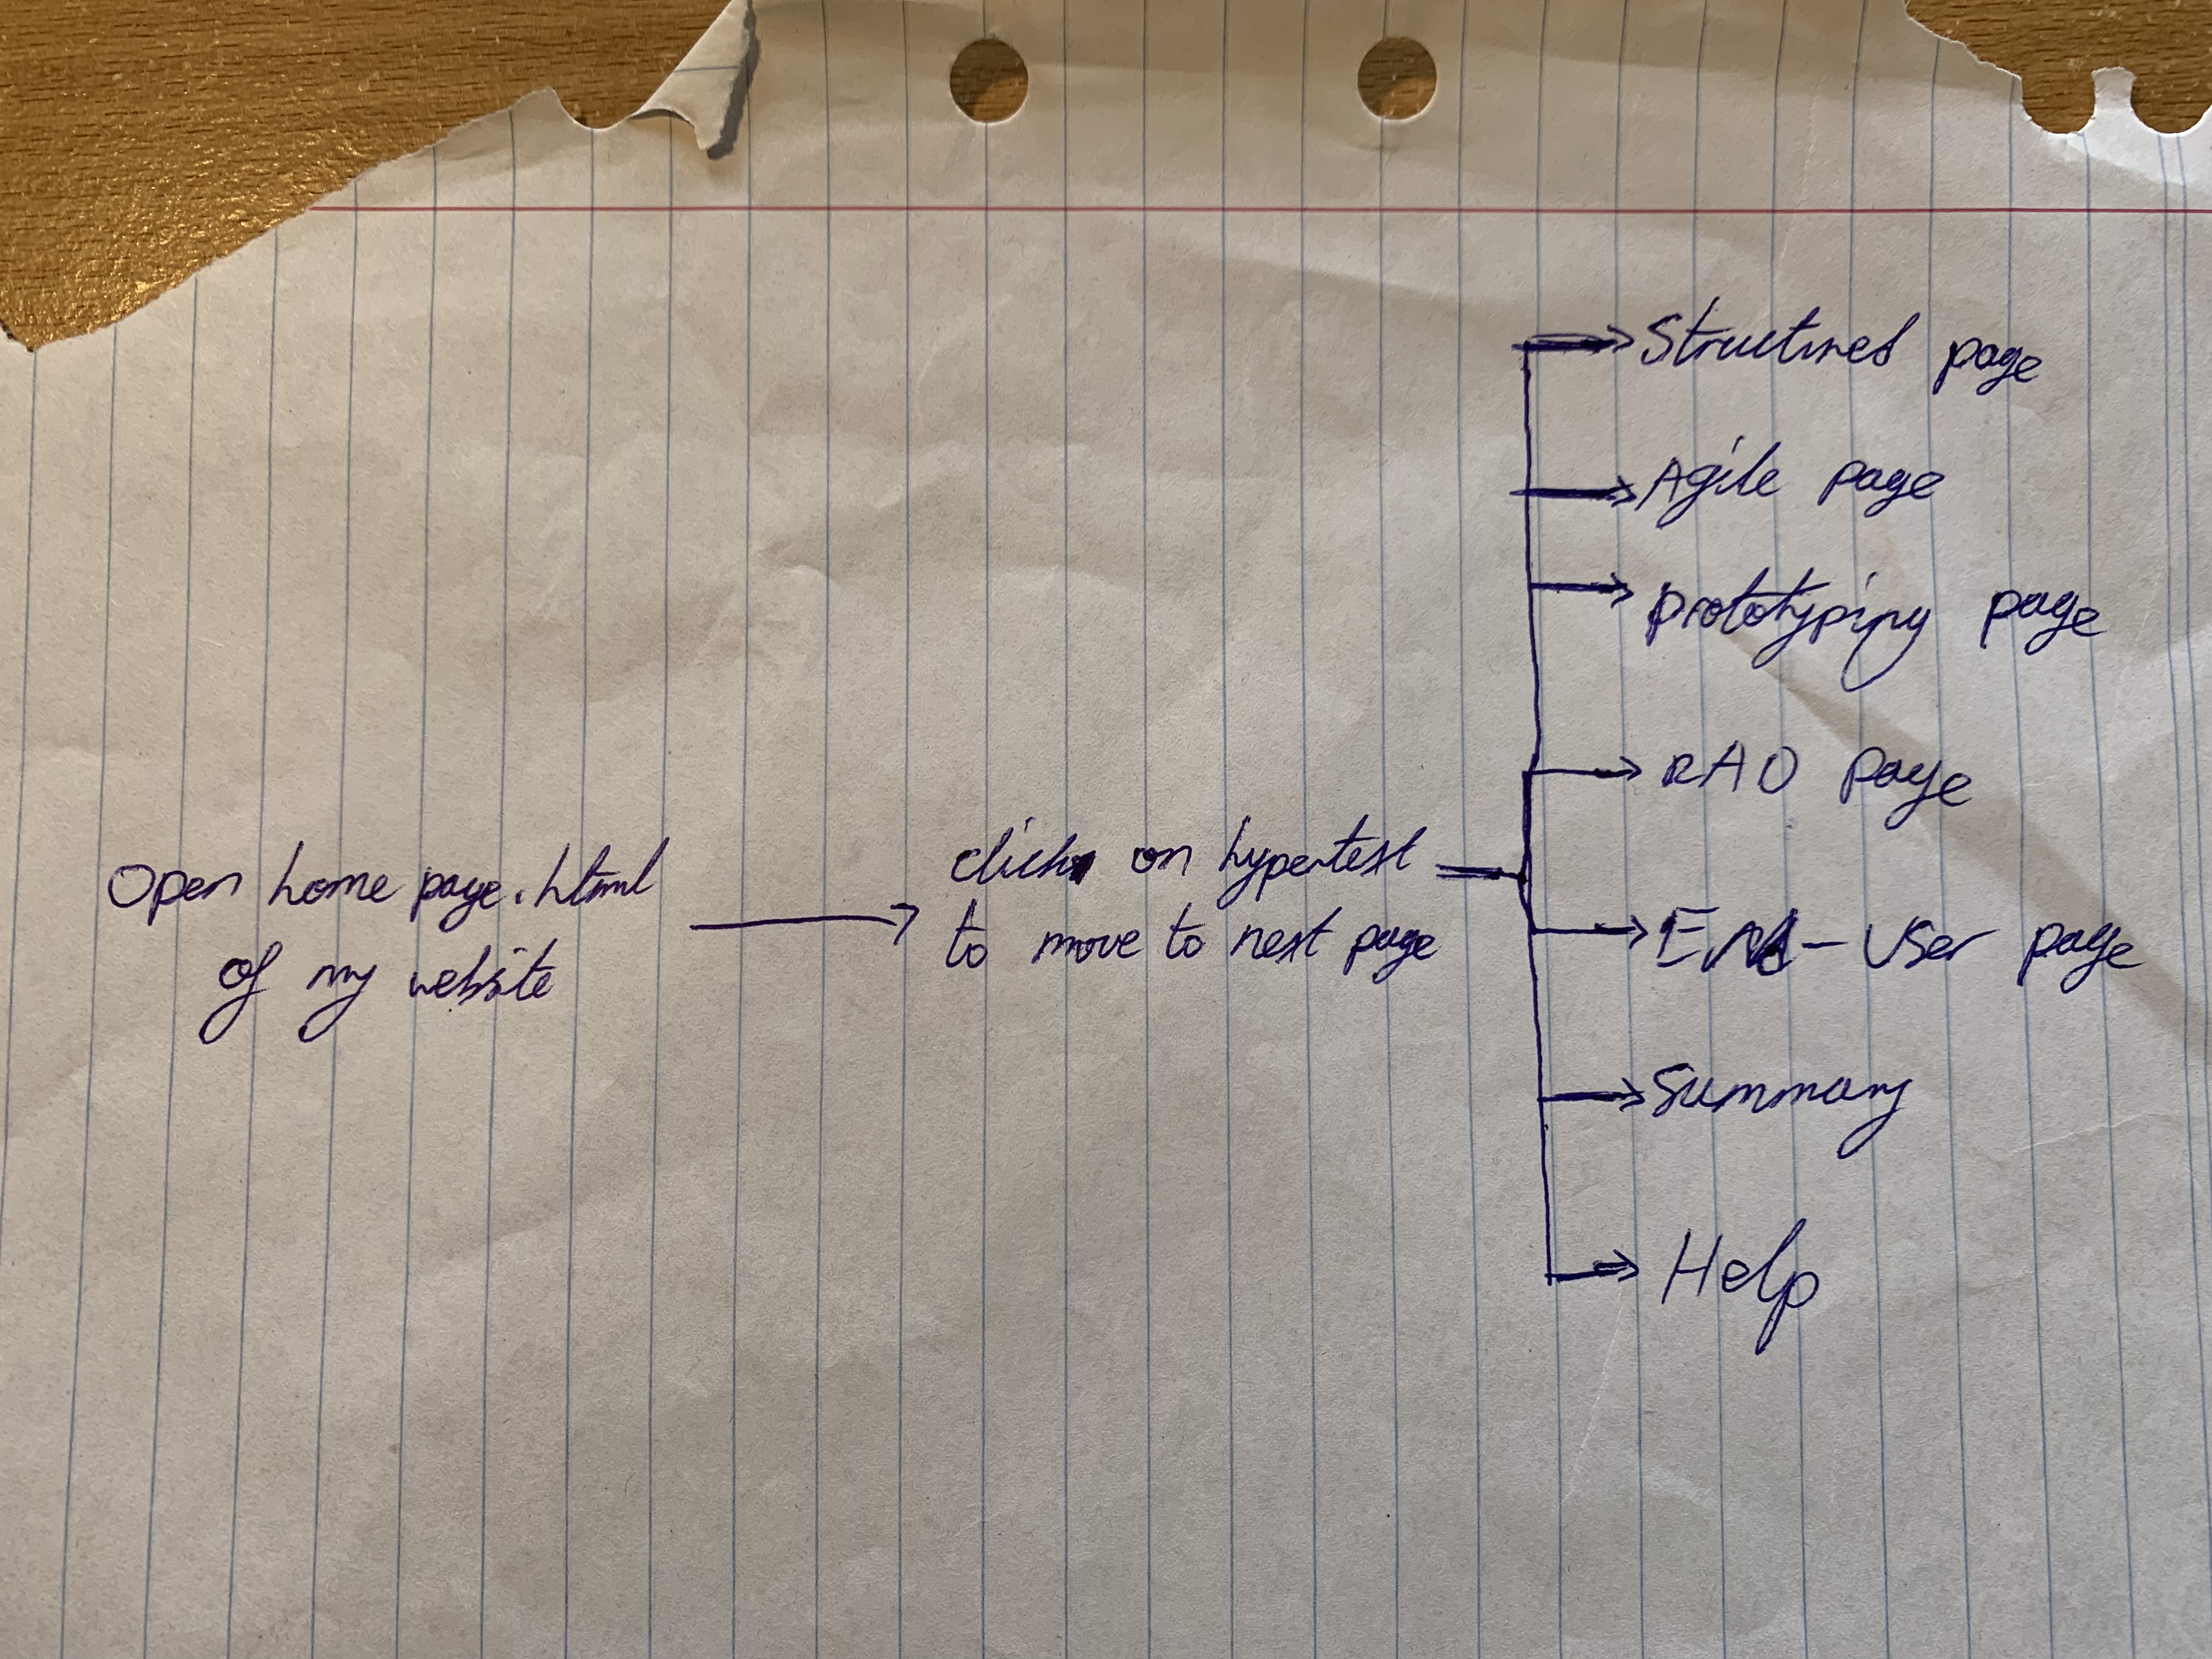 Open home page.html
of my website
click on hypertext
to move to next page
Structured page
Agile page
prototyping page
RAD page
End-User page
Summary
Help